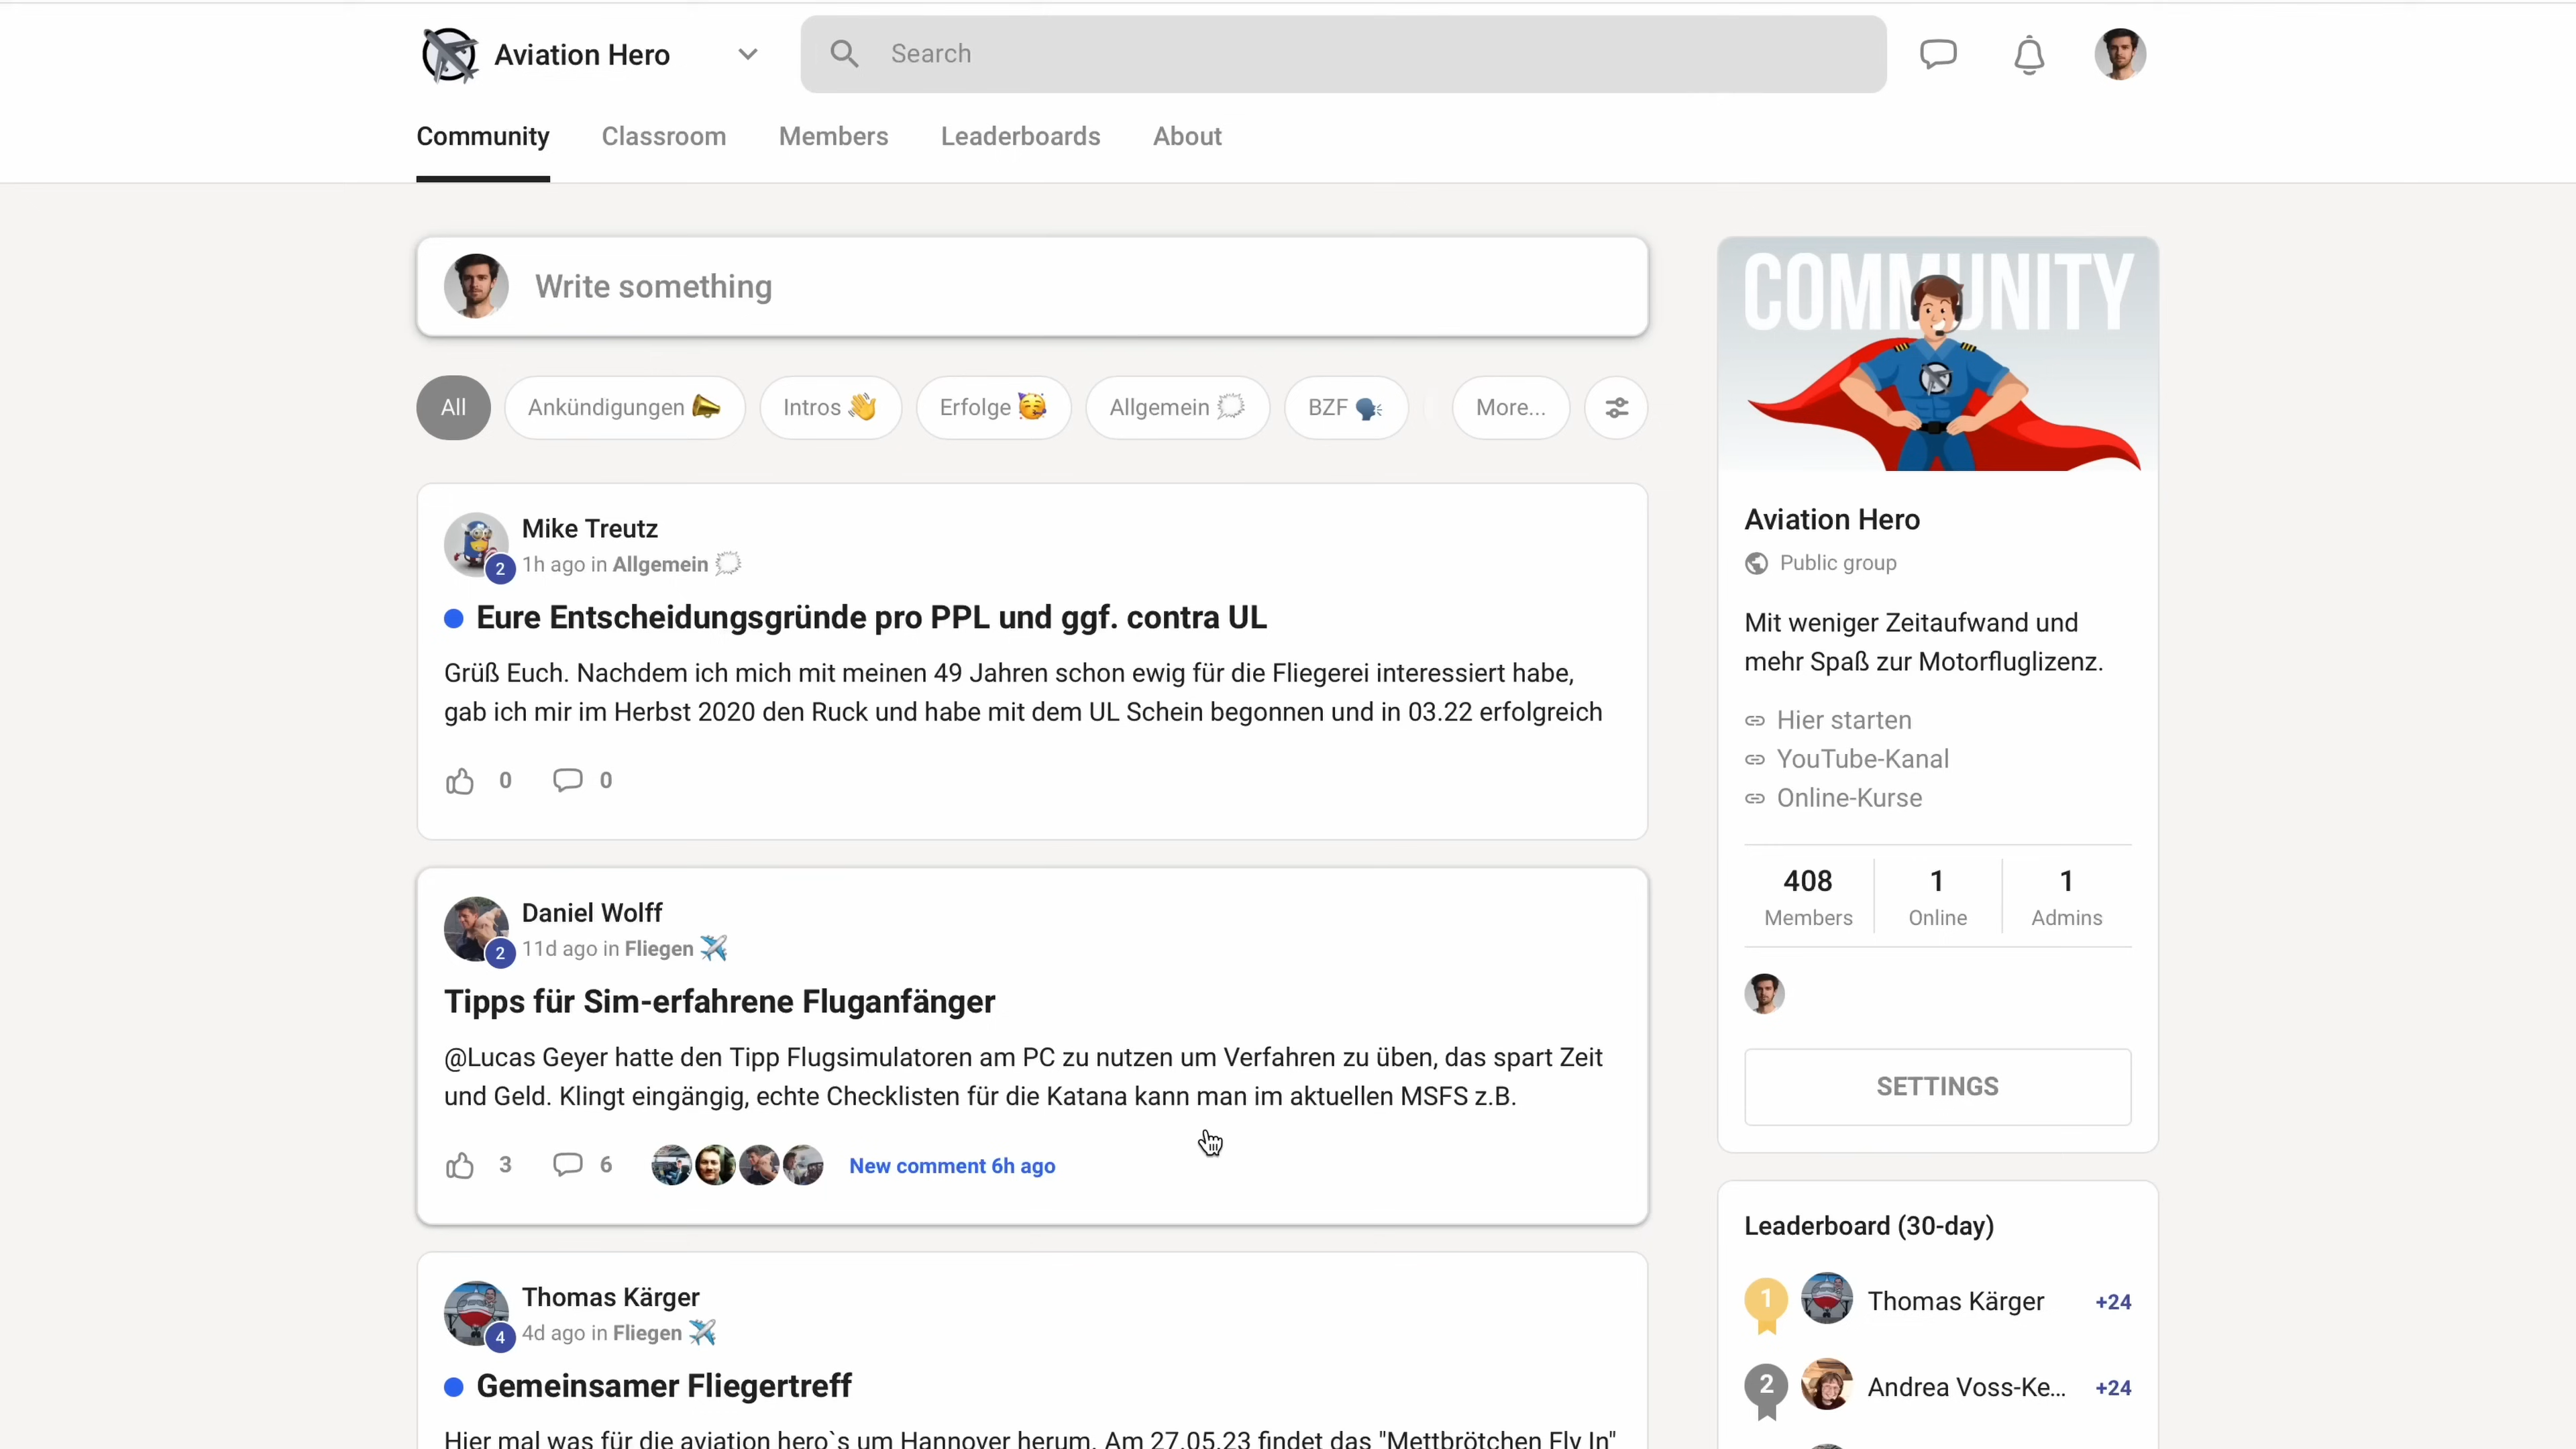 Aviation Hero
Search
Community
Classroom
Members
Leaderboards
About
Write something
All
Ankündigungen 📣
Intros 👋
Erfolge 🥳
Allgemein 💭
BZF 🗣️
More...
Mike Treutz
2
1h ago in Allgemein 💭
Eure Entscheidungsgründe pro PPL und ggf. contra UL
Grüß Euch. Nachdem ich mich mit meinen 49 Jahren schon ewig für die Fliegerei interessiert habe,
gab ich mir im Herbst 2020 den Ruck und habe mit dem UL Schein begonnen und in 03.22 erfolgreich
0
0
Daniel Wolff
2
11d ago in Fliegen ✈️
Tipps für Sim-erfahrene Fluganfänger
@Lucas Geyer hatte den Tipp Flugsimulatoren am PC zu nutzen um Verfahren zu üben, das spart Zeit
und Geld. Klingt eingängig, echte Checklisten für die Katana kann man im aktuellen MSFS z.B.
3
6
New comment 6h ago
Thomas Kärger
4
4d ago in Fliegen ✈️
Gemeinsamer Fliegertreff
Hier mal was für die aviation hero`s um Hannover herum. Am 27.05.23 findet das "Mettbrötchen Fly In"
COMMUNITY
Aviation Hero
Public group
Mit weniger Zeitaufwand und
mehr Spaß zur Motorfluglizenz.
Hier starten
YouTube-Kanal
Online-Kurse
408
Members
1
Online
1
Admins
SETTINGS
Leaderboard (30-day)
1 Thomas Kärger +24
2 Andrea Voss-Ke... +24